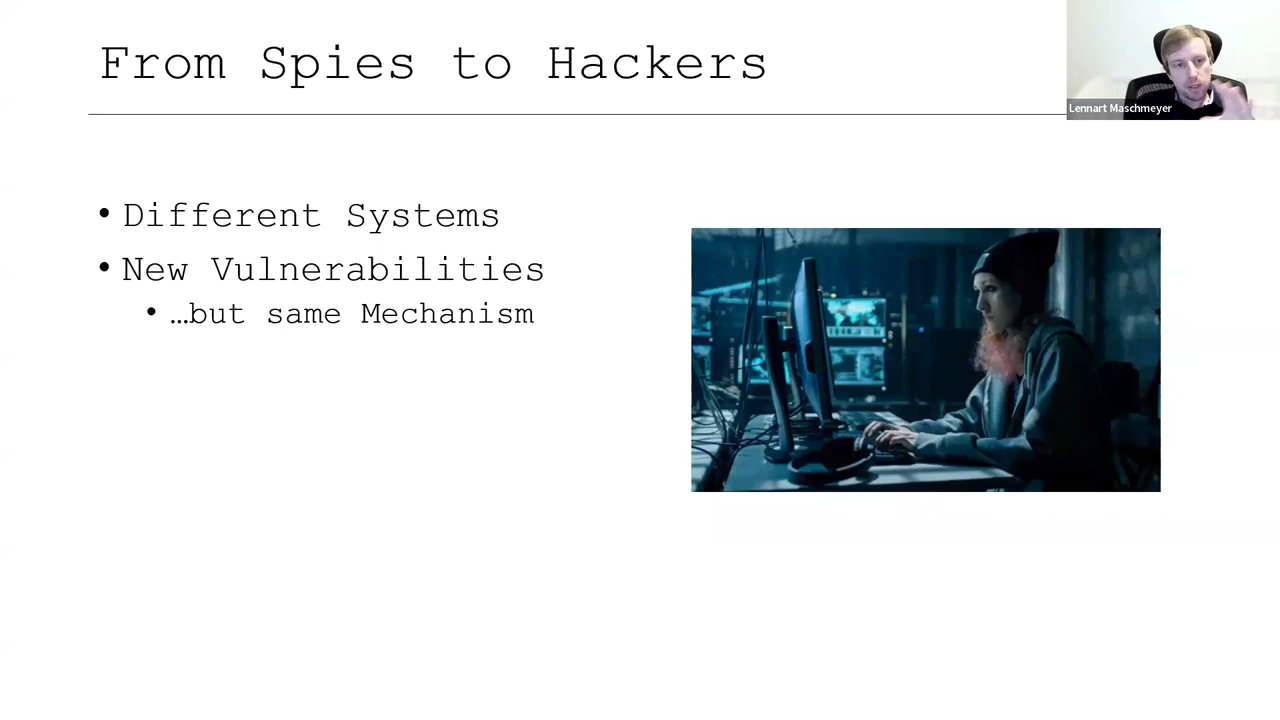 From Spies to Hackers
Lennart Maschmeyer
• Different Systems
• New Vulnerabilities
• …but same Mechanism